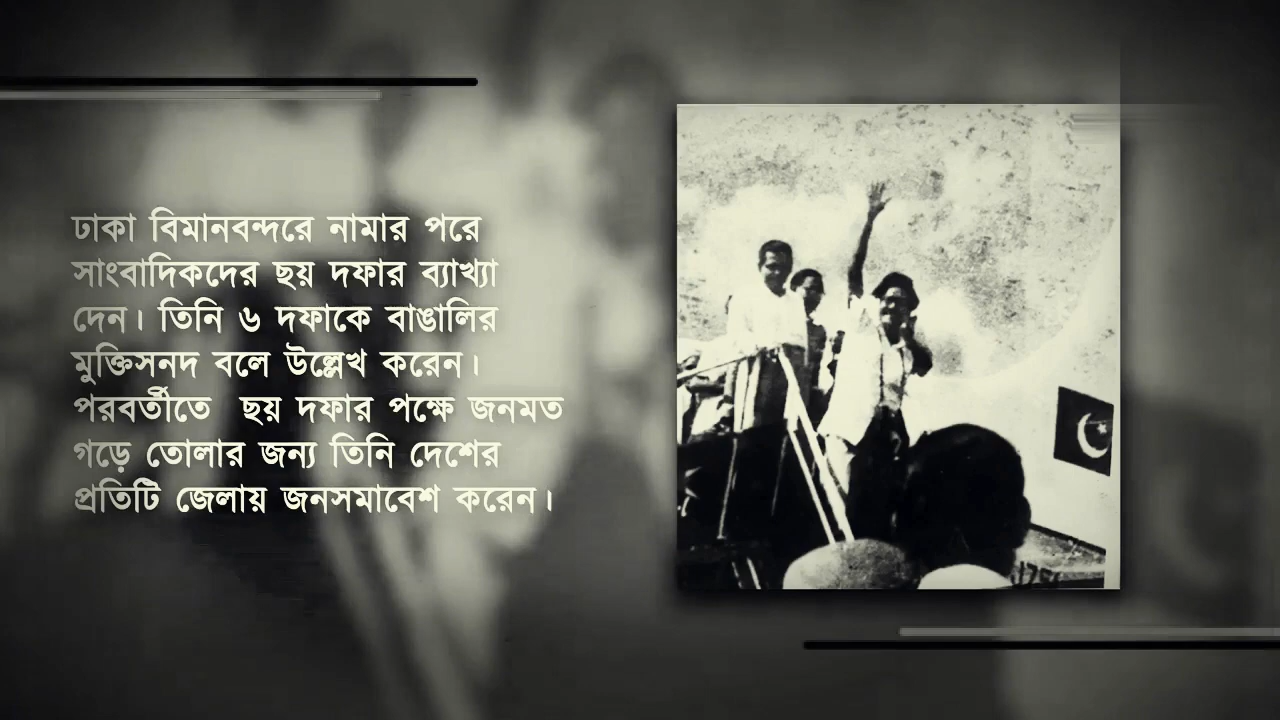 ঢাকা বিমানবন্দরে নামার পরে
সাংবাদিকদের ছয় দফার ব্যাখ্যা
দেন। তিনি ৬ দফাকে বাঙালির
মুক্তিসনদ বলে উল্লেখ করেন।
পরবর্তীতে ছয় দফার পক্ষে জনমত
গড়ে তোলার জন্য তিনি দেশের
প্রতিটি জেলায় জনসমাবেশ করেন।